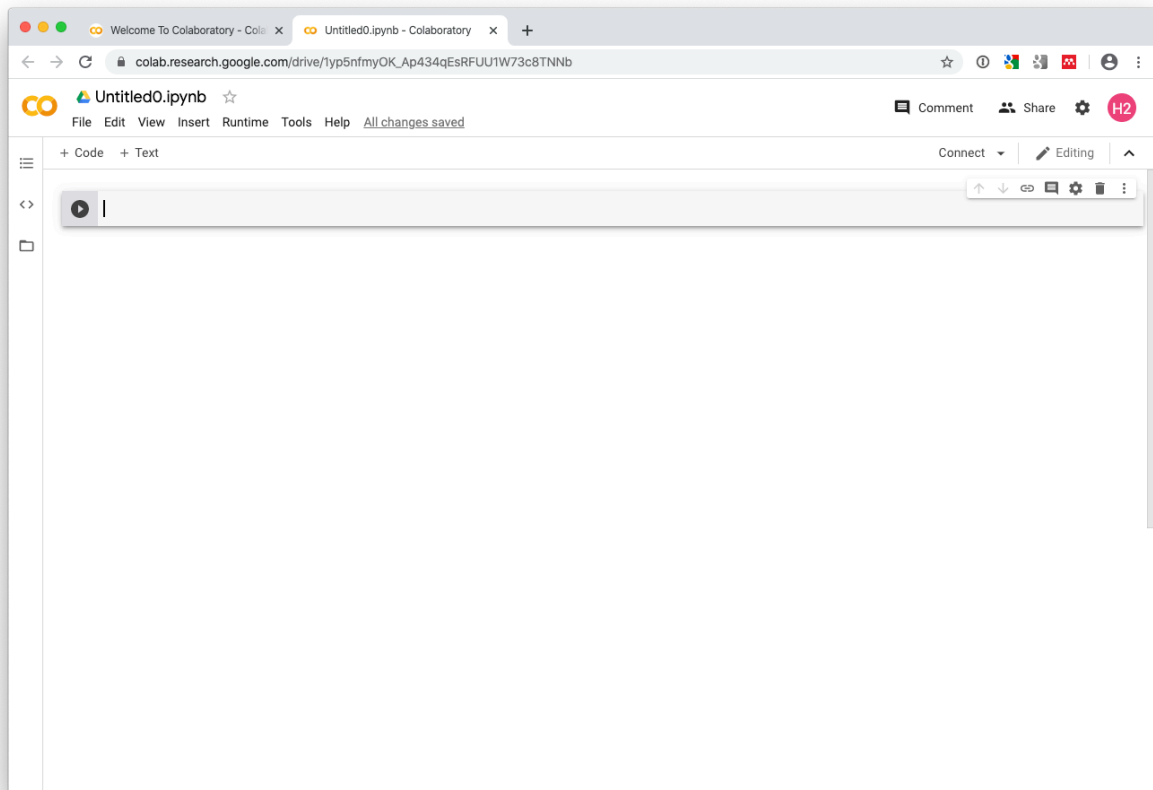 Welcome To Colaboratory - Cola
Untitled0.ipynb - Colaboratory
colab.research.google.com/drive/1yp5nfmyOK_Ap434qEsRFUU1W73c8TNNb
Untitled0.ipynb
Comment Share H2
File Edit View Insert Runtime Tools Help All changes saved
+ Code + Text Connect Editing